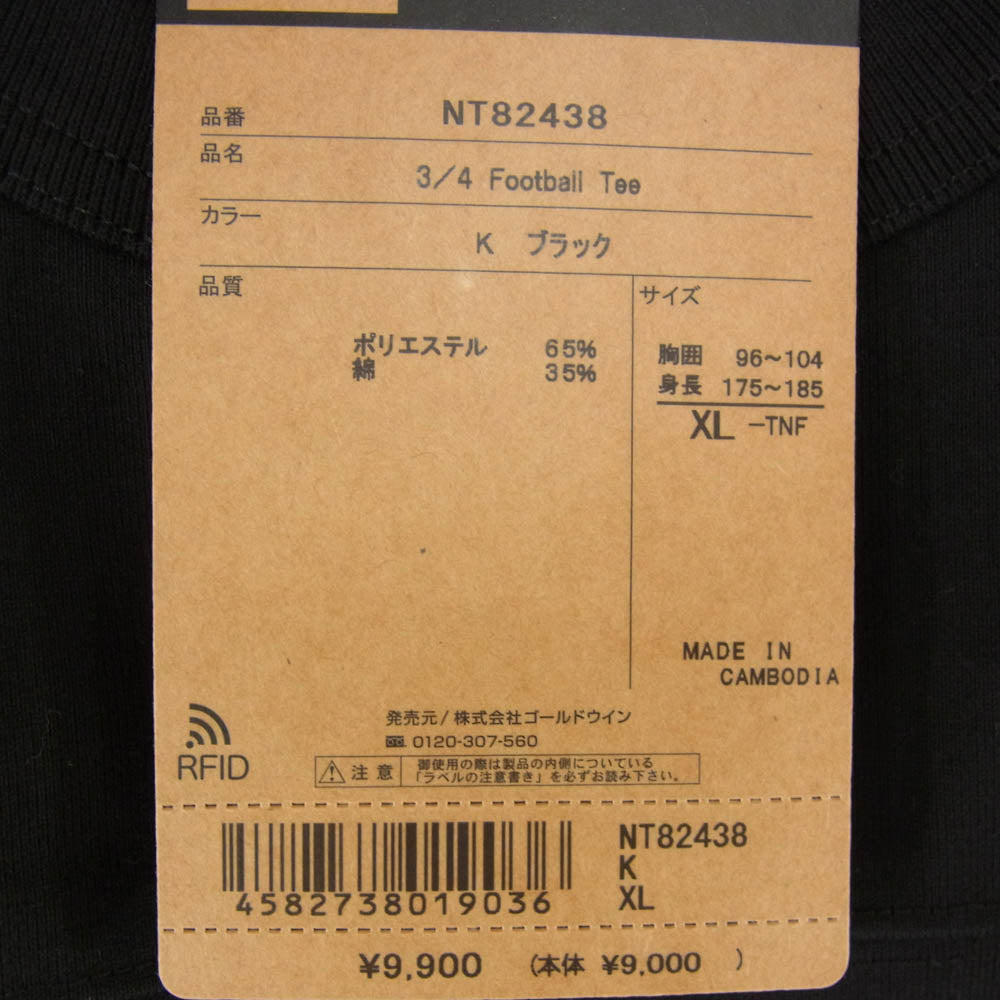 品番 NT82438
品名
3/4 Football Tee
カラー
K ブラック
品質
サイズ
ポリエステル 65%
綿 35%
胸囲 96~104
身長 175~185
XL -TNF
MADE IN
CAMBODIA
発売元/株式会社ゴールドウイン
0120-307-560
RFID
注意
御使用の際は製品の内側についている
「ラベルの注意書き」を必ずお読み下さい。
4582738019036
NT82438
K
XL
¥9,900 (本体 ¥9,000 )